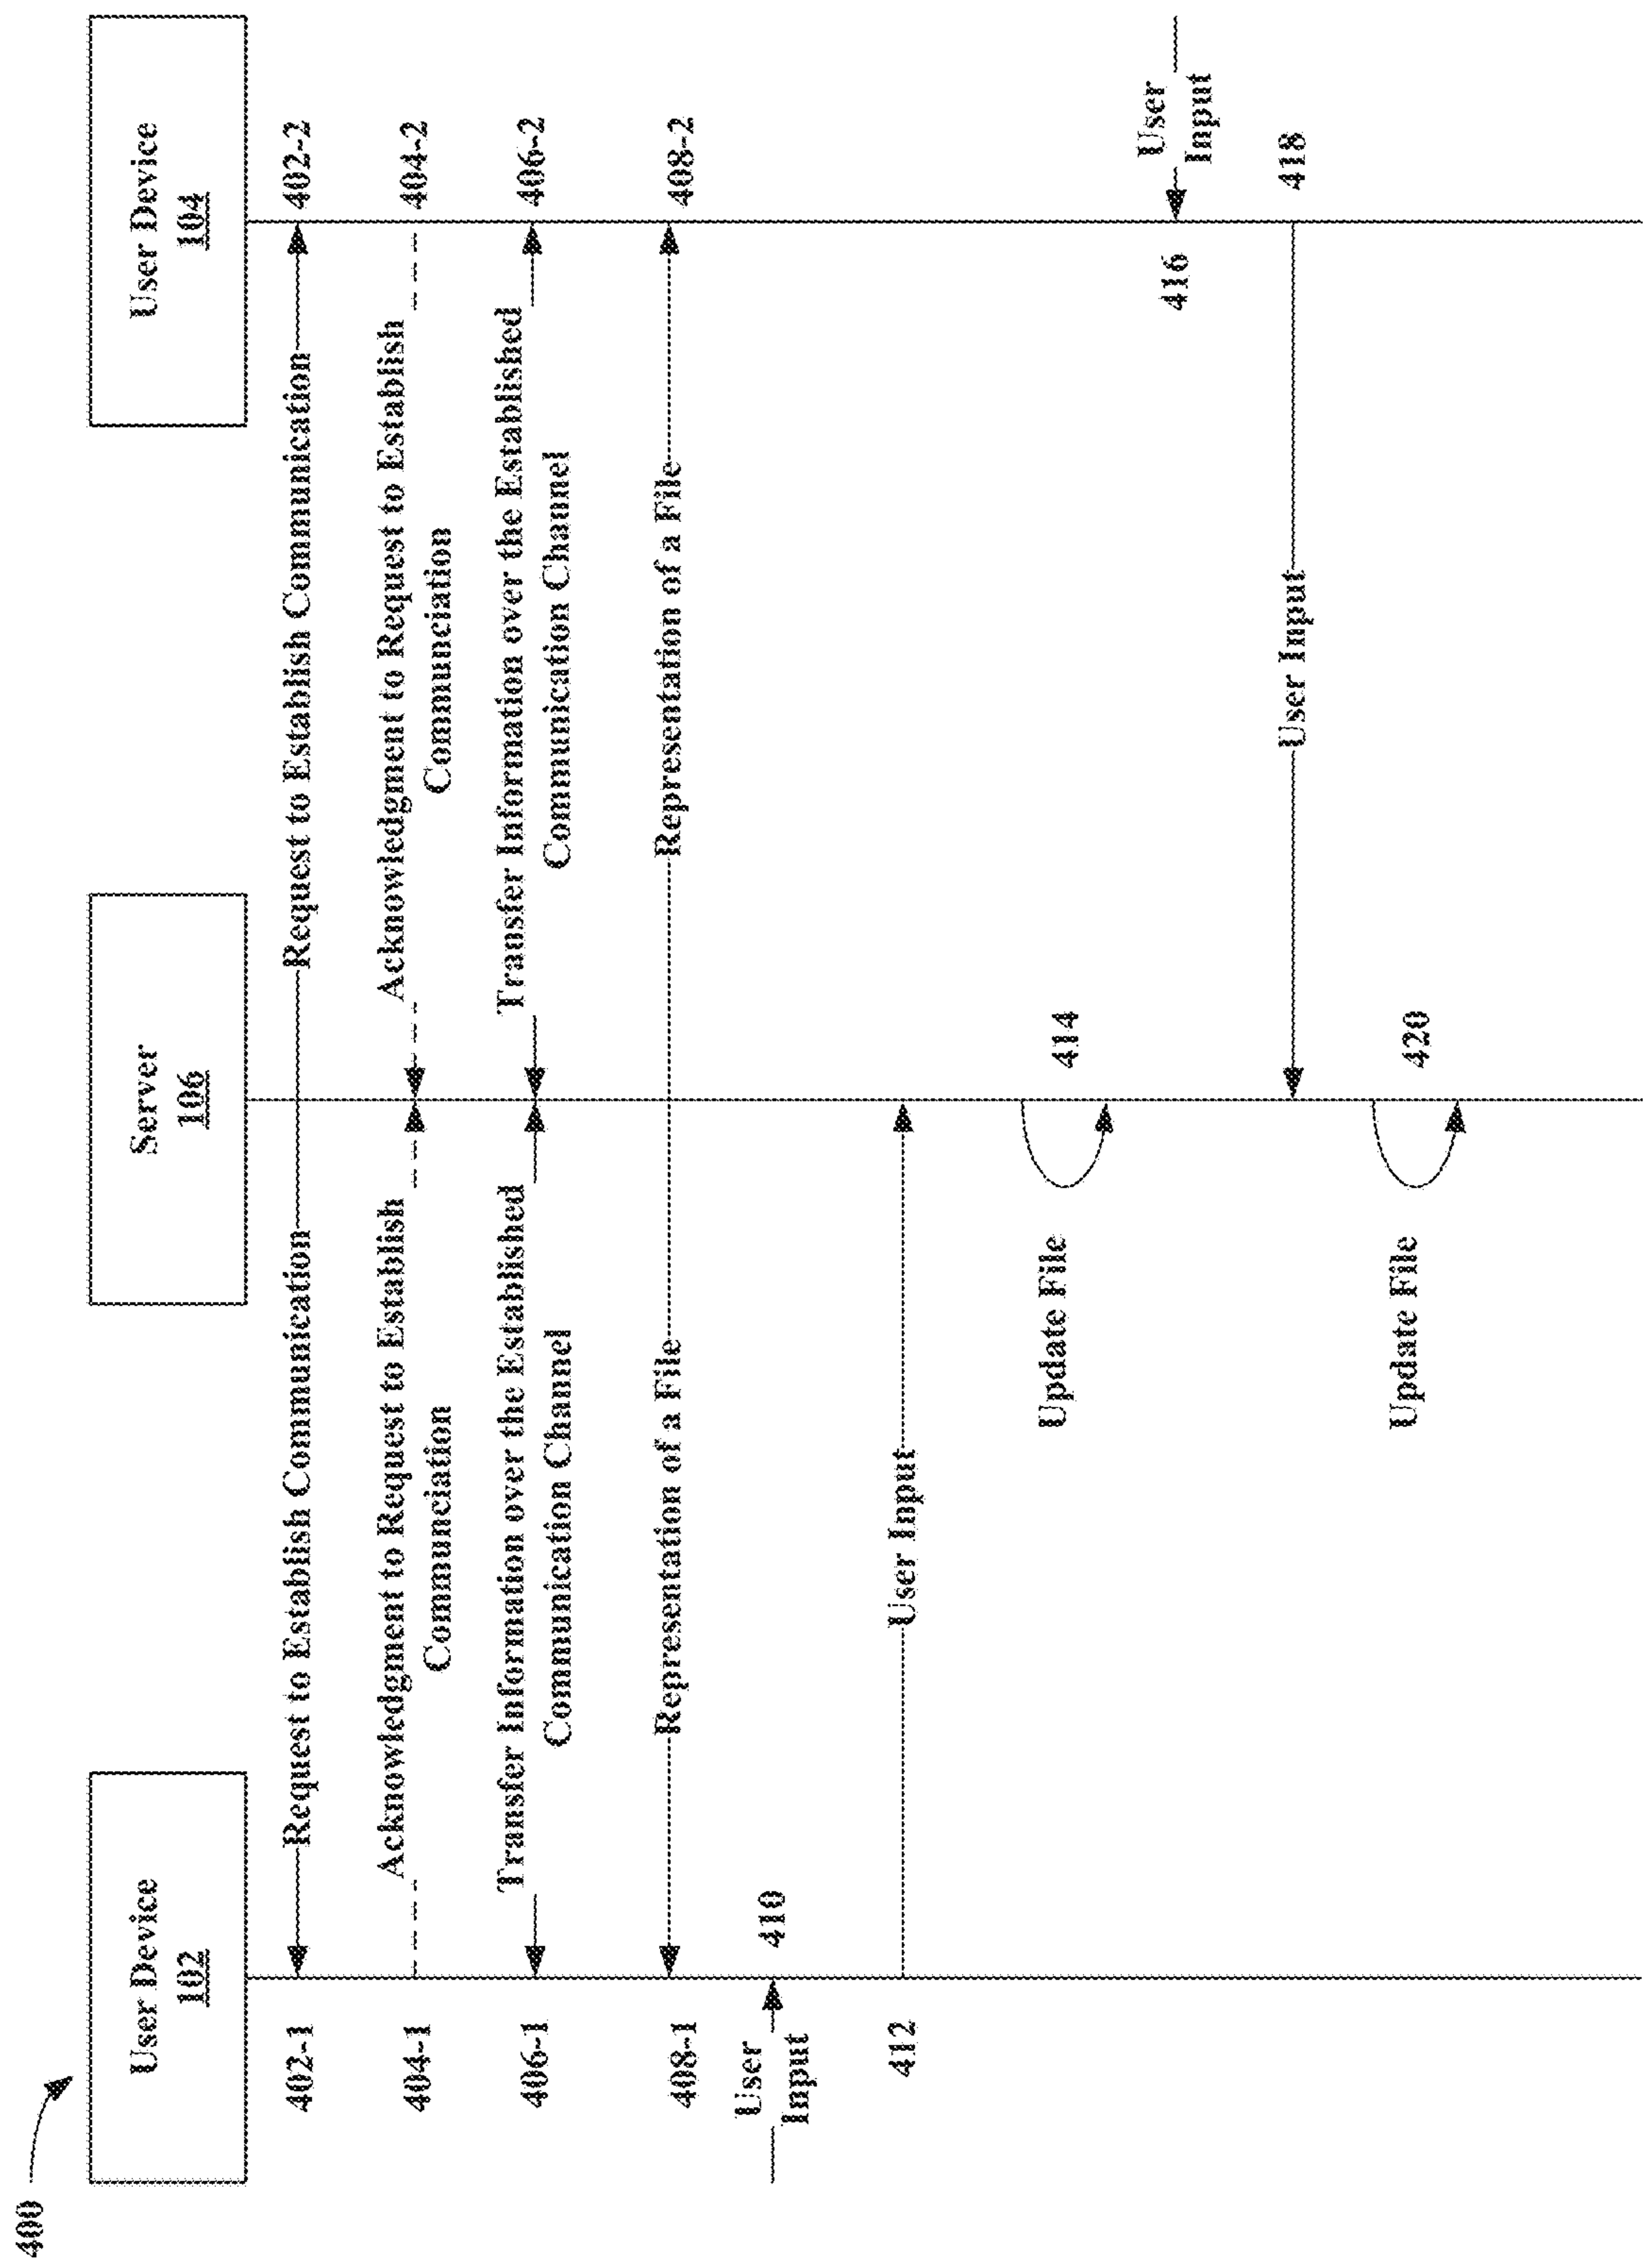 400
User Device
102
Server
106
User Device
104
402-1
Request to Establish Communication
Request to Establish Communication
402-2
404-1
Acknowledgment to Request to Establish
Communciation
Acknowledgment to Request to Establish
Communciation
404-2
406-1
Transfer Information over the Established
Communication Channel
Transfer Information over the Established
Communication Channel
406-2
408-1
Representation of a File
Representation of a File
408-2
User
Input
410
412
User Input
Update File
414
416
User
Input
User Input
418
Update File
420